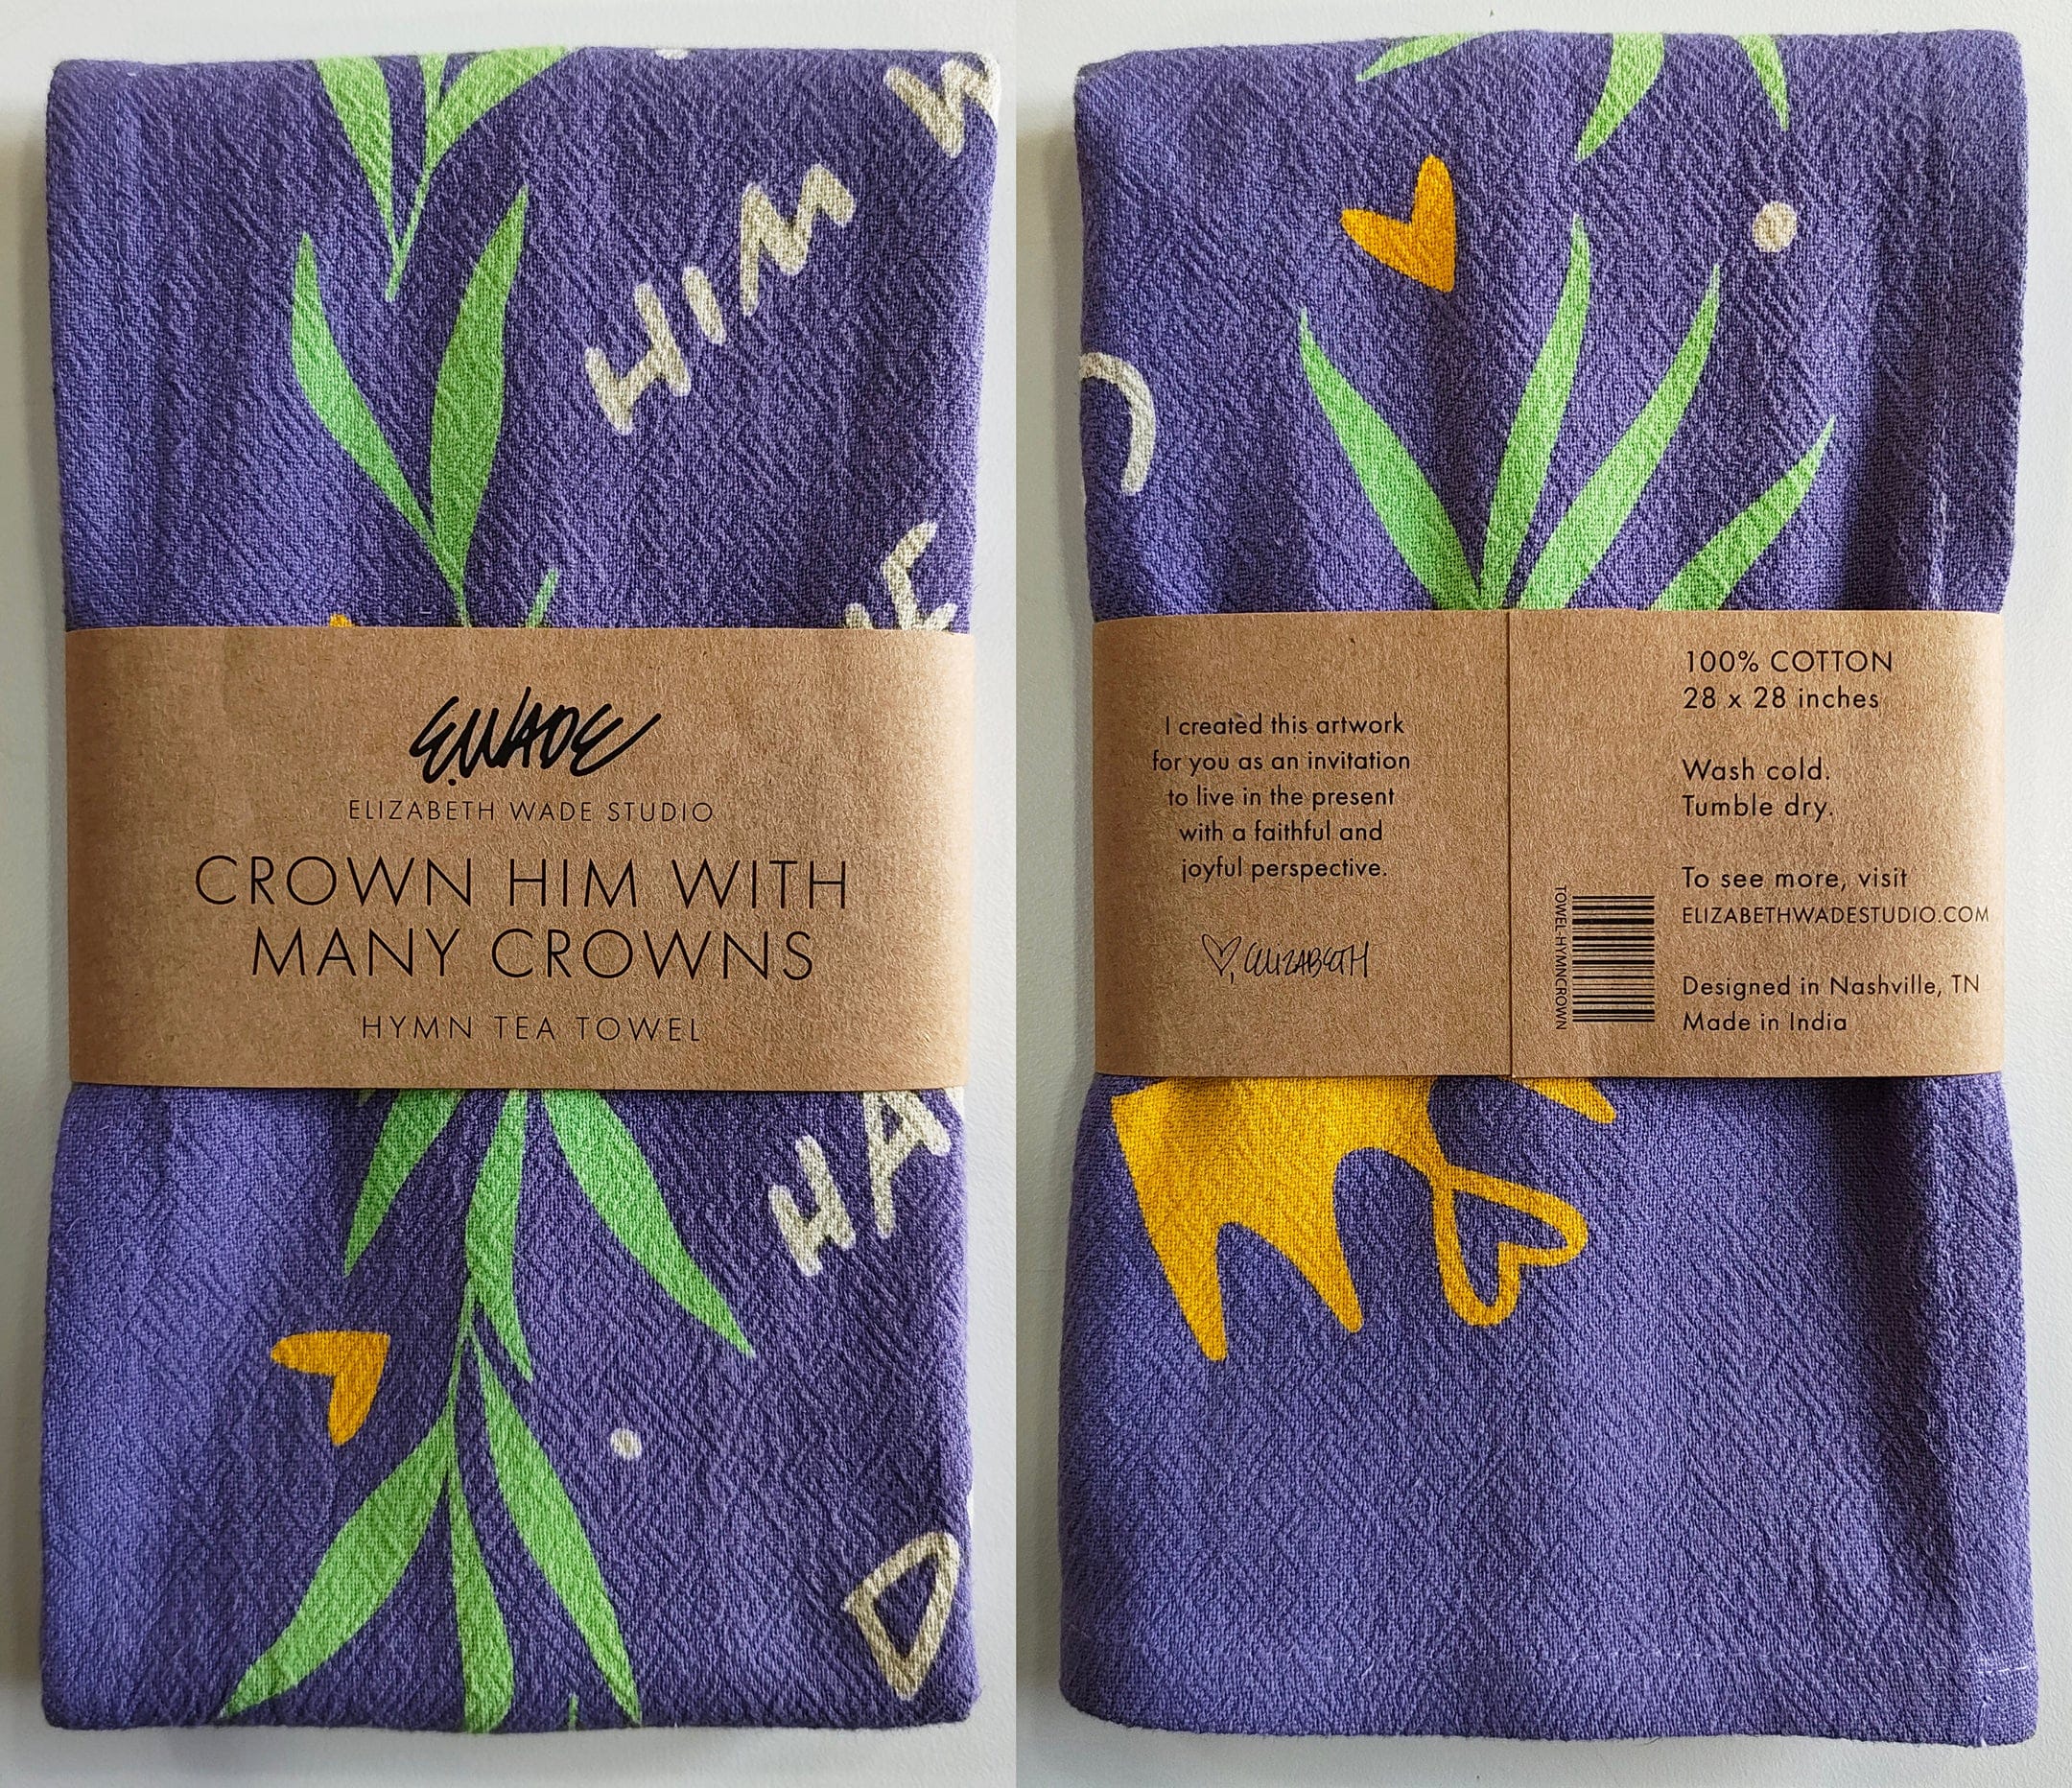 HIM
HA
D
E.WADE
ELIZABETH WADE STUDIO
CROWN HIM WITH
MANY CROWNS
HYMN TEA TOWEL
I created this artwork
for you as an invitation
to live in the present
with a faithful and
joyful perspective.
ELIZABETH
TOWEL-HYMNCROWN
100% COTTON
28 x 28 inches
Wash cold.
Tumble dry.
To see more, visit
ELIZABETHWADESTUDIO.COM
Designed in Nashville, TN
Made in India